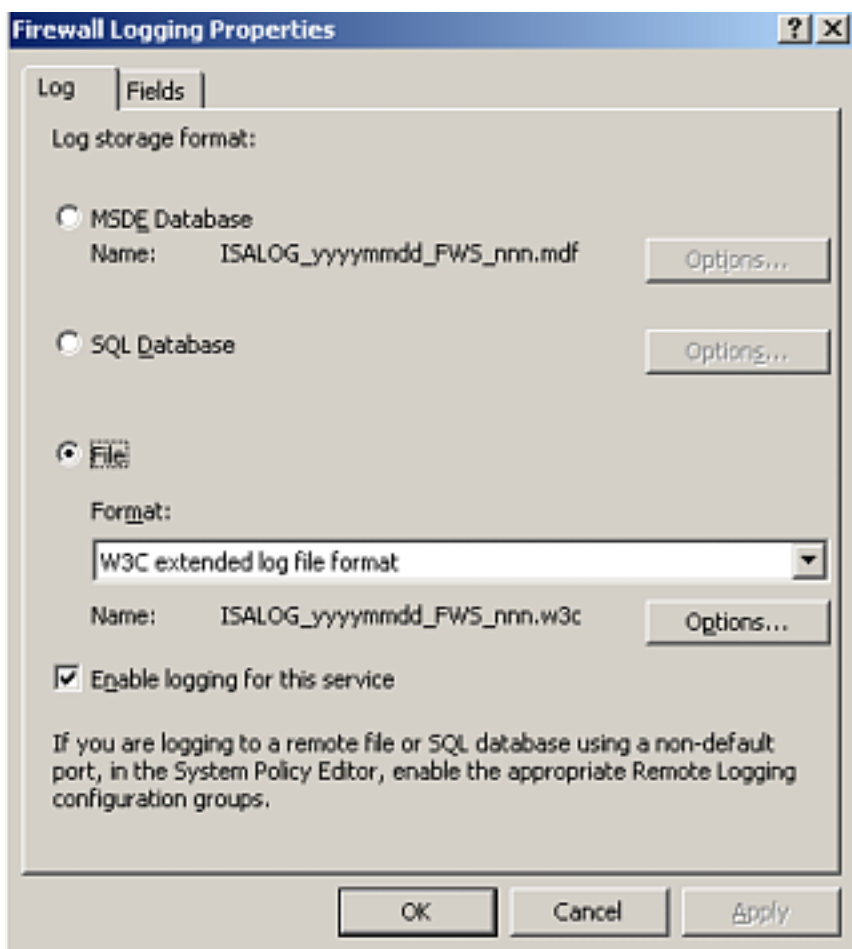 Firewall Logging Properties
Log
Fields
Log storage format:
MSDE Database
Name: ISALOG_yyyymmdd_FWS_nnn.mdf
Options...
SQL Database
Options...
File
Format:
W3C extended log file format
Name: ISALOG_yyyymmdd_FWS_nnn.w3c
Options...
Enable logging for this service
If you are logging to a remote file or SQL database using a non-default
port, in the System Policy Editor, enable the appropriate Remote Logging
configuration groups.
OK
Cancel
Apply